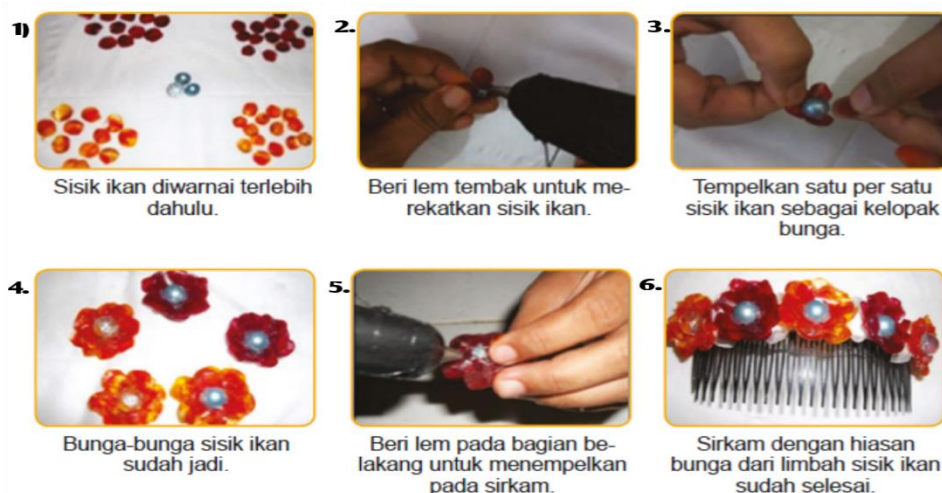 1)
Sisik ikan diwarnai terlebih
dahulu.
2.
Beri lem tembak untuk me-
rekatkan sisik ikan.
3.
Tempelkan satu per satu
sisik ikan sebagai kelopak
bunga.
4.
Bunga-bunga sisik ikan
sudah jadi.
5.
Beri lem pada bagian be-
lakang untuk menempelkan
pada sirkam.
6.
Sirkam dengan hiasan
bunga dari limbah sisik ikan
sudah selesai.